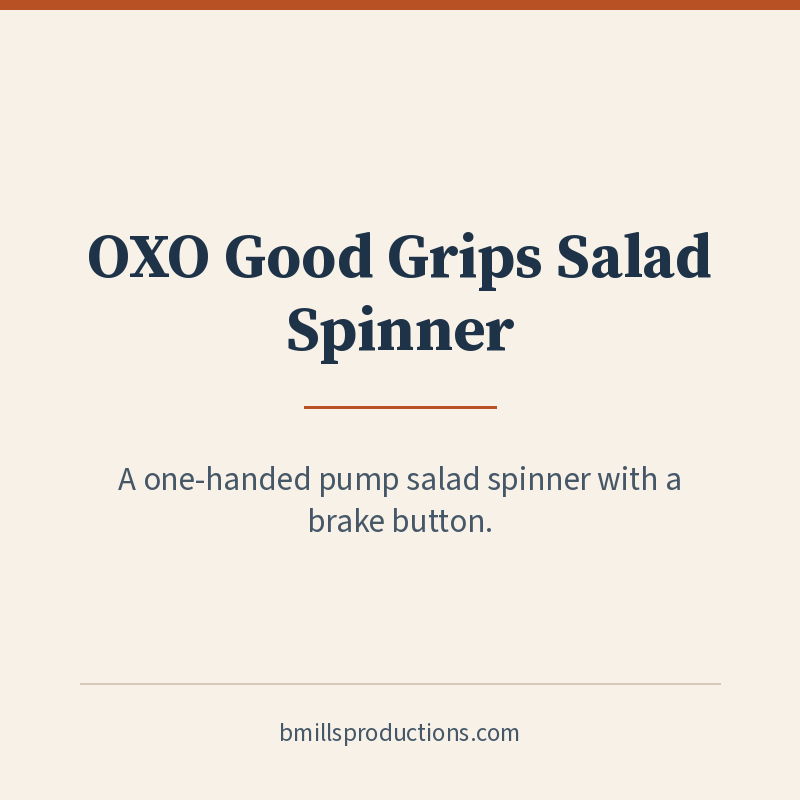 OXO Good Grips Salad
Spinner
A one-handed pump salad spinner with a
brake button.
bmillsproductions.com